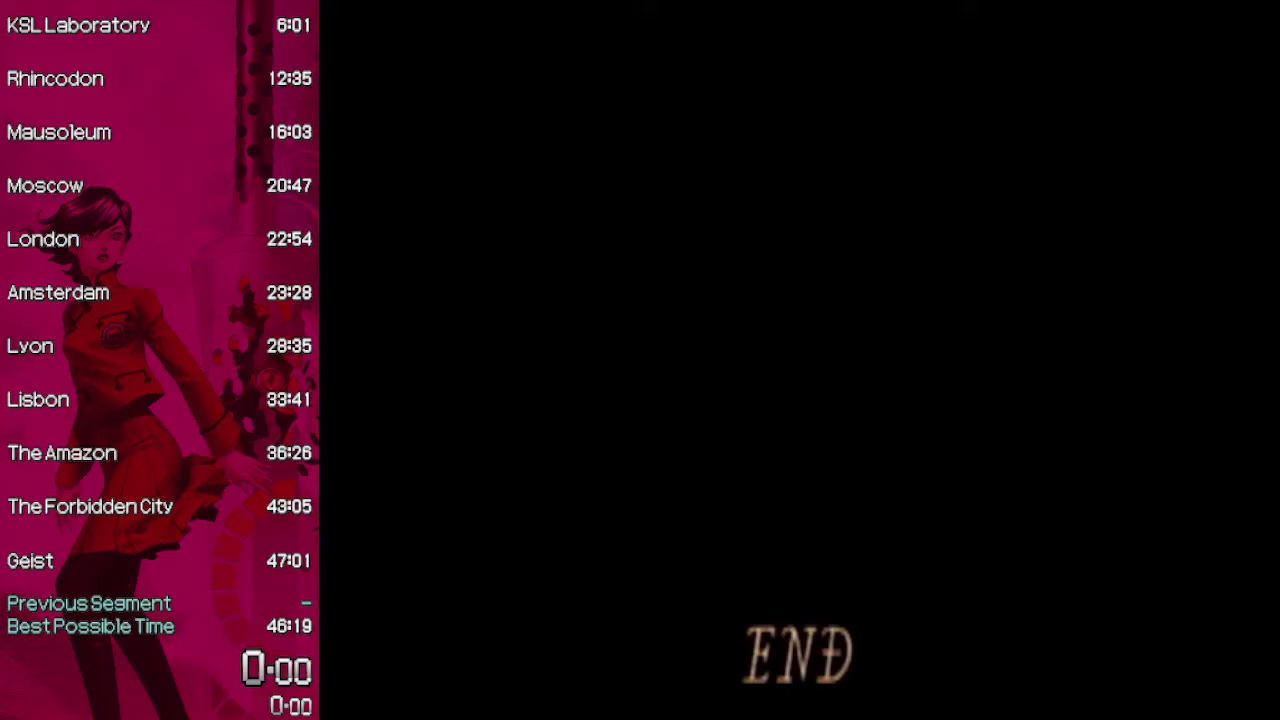 KSL Laboratory 6:01
Rhincodon 12:35
Mausoleum 16:03
Moscow 20:47
London 22:54
Amsterdam 23:28
Lyon 28:35
Lisbon 33:41
The Amazon 36:26
The Forbidden City 43:05
Geist 47:01
Previous Segment –
Best Possible Time 46:19
0.00
0.00
END